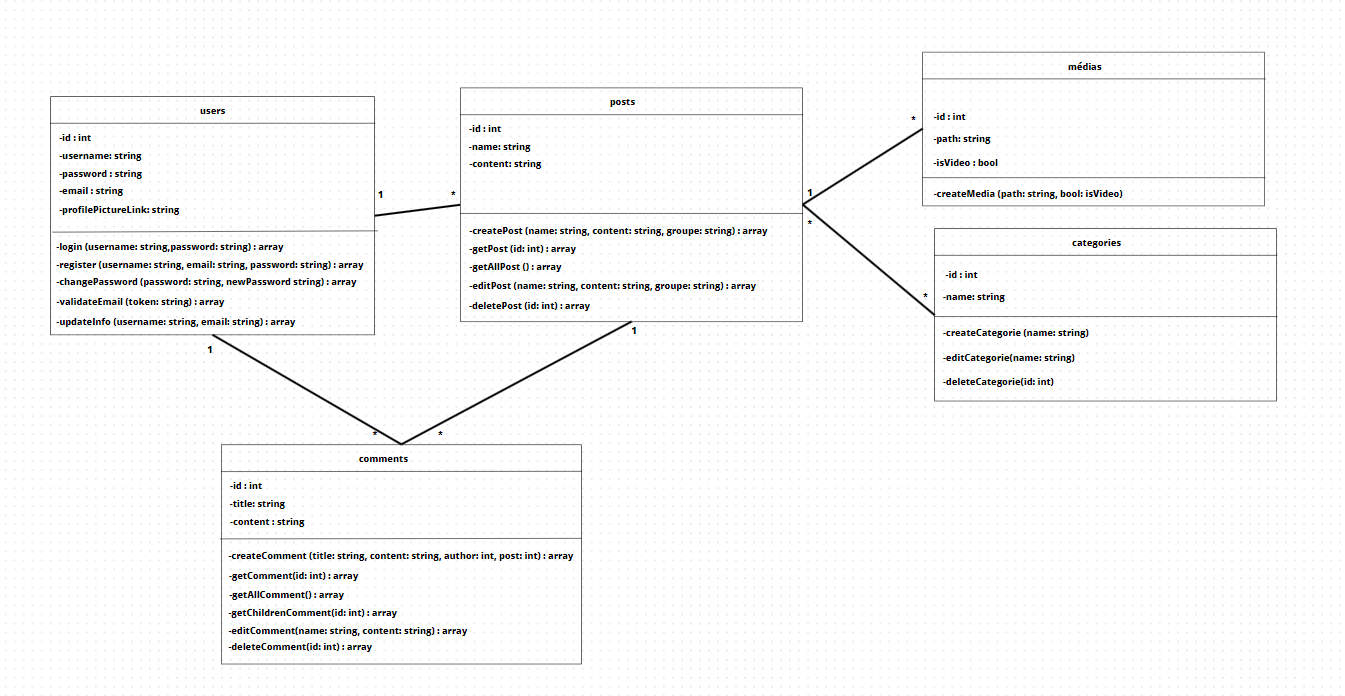 users
-id : int
-username: string
-password : string
-email : string
-profilePictureLink: string
-login (username: string,password: string) : array
-register (username: string, email: string, password: string) : array
-changePassword (password: string, newPassword string) : array
-validateEmail (token: string) : array
-updateInfo (username: string, email: string) : array
1
*
posts
-id : int
-name: string
-content: string
-createPost (name: string, content: string, groupe: string) : array
-getPost (id: int) : array
-getAllPost () : array
-editPost (name: string, content: string, groupe: string) : array
-deletePost (id: int) : array
1
*
*
médias
-id : int
-path: string
-isVideo : bool
-createMedia (path: string, bool: isVideo)
*
categories
-id : int
-name: string
-createCategorie (name: string)
-editCategorie(name: string)
-deleteCategorie(id: int)
1
1
*
*
comments
-id : int
-title: string
-content : string
-createComment (title: string, content: string, author: int, post: int) : array
-getComment(id: int) : array
-getAllComment() : array
-getChildrenComment(id: int) : array
-editComment(name: string, content: string) : array
-deleteComment(id: int) : array